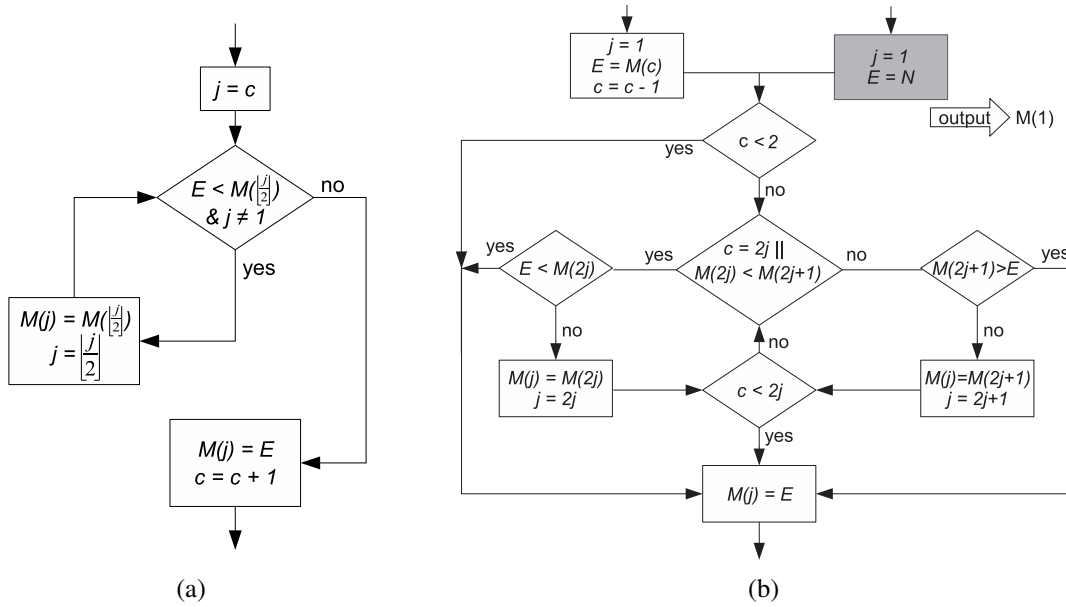 j = c
E < M(⌊j/2⌋)
& j ≠ 1
no
yes
M(j) = M(⌊j/2⌋)
j = ⌊j/2⌋
M(j) = E
c = c + 1
(a)
j = 1
E = M(c)
c = c - 1
j = 1
E = N
output
M(1)
c < 2
yes
no
c = 2j ||
M(2j) < M(2j+1)
yes
no
E < M(2j)
yes
no
M(2j+1)>E
yes
no
M(j) = M(2j)
j = 2j
c < 2j
no
yes
M(j)=M(2j+1)
j = 2j+1
M(j) = E
(b)